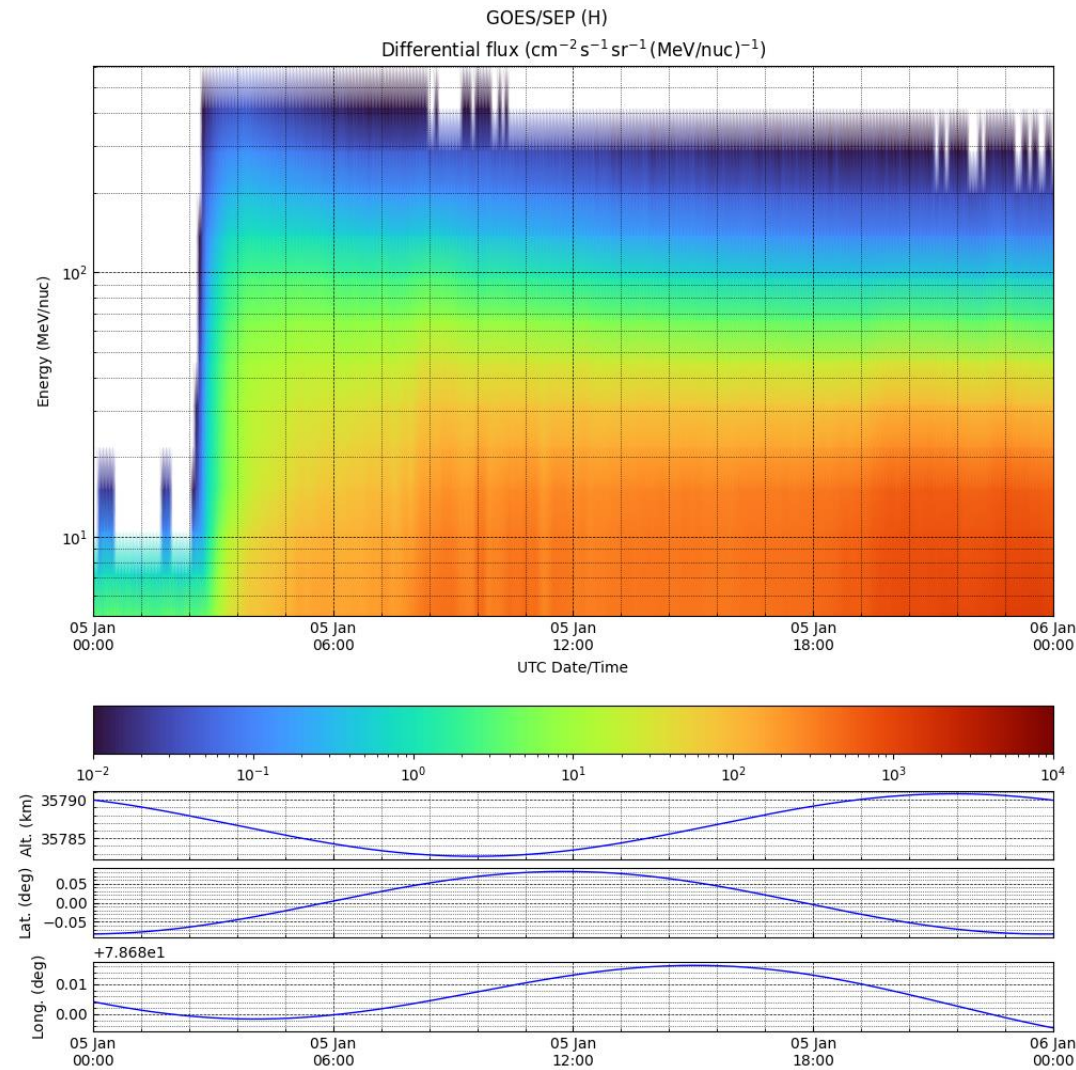 GOES/SEP (H)
Differential flux (cm⁻² s⁻¹ sr⁻¹ (MeV/nuc)⁻¹)
Energy (MeV/nuc)
10²
10¹
05 Jan 05 Jan 05 Jan 05 Jan 06 Jan
00:00 06:00 12:00 18:00 00:00
UTC Date/Time
10⁻² 10⁻¹ 10⁰ 10¹ 10² 10³ 10⁴
Alt. (km)
35790
35785
Lat. (deg)
0.05
0.00
−0.05
+7.868e1
Long. (deg)
0.01
0.00
05 Jan 05 Jan 05 Jan 05 Jan 06 Jan
00:00 06:00 12:00 18:00 00:00